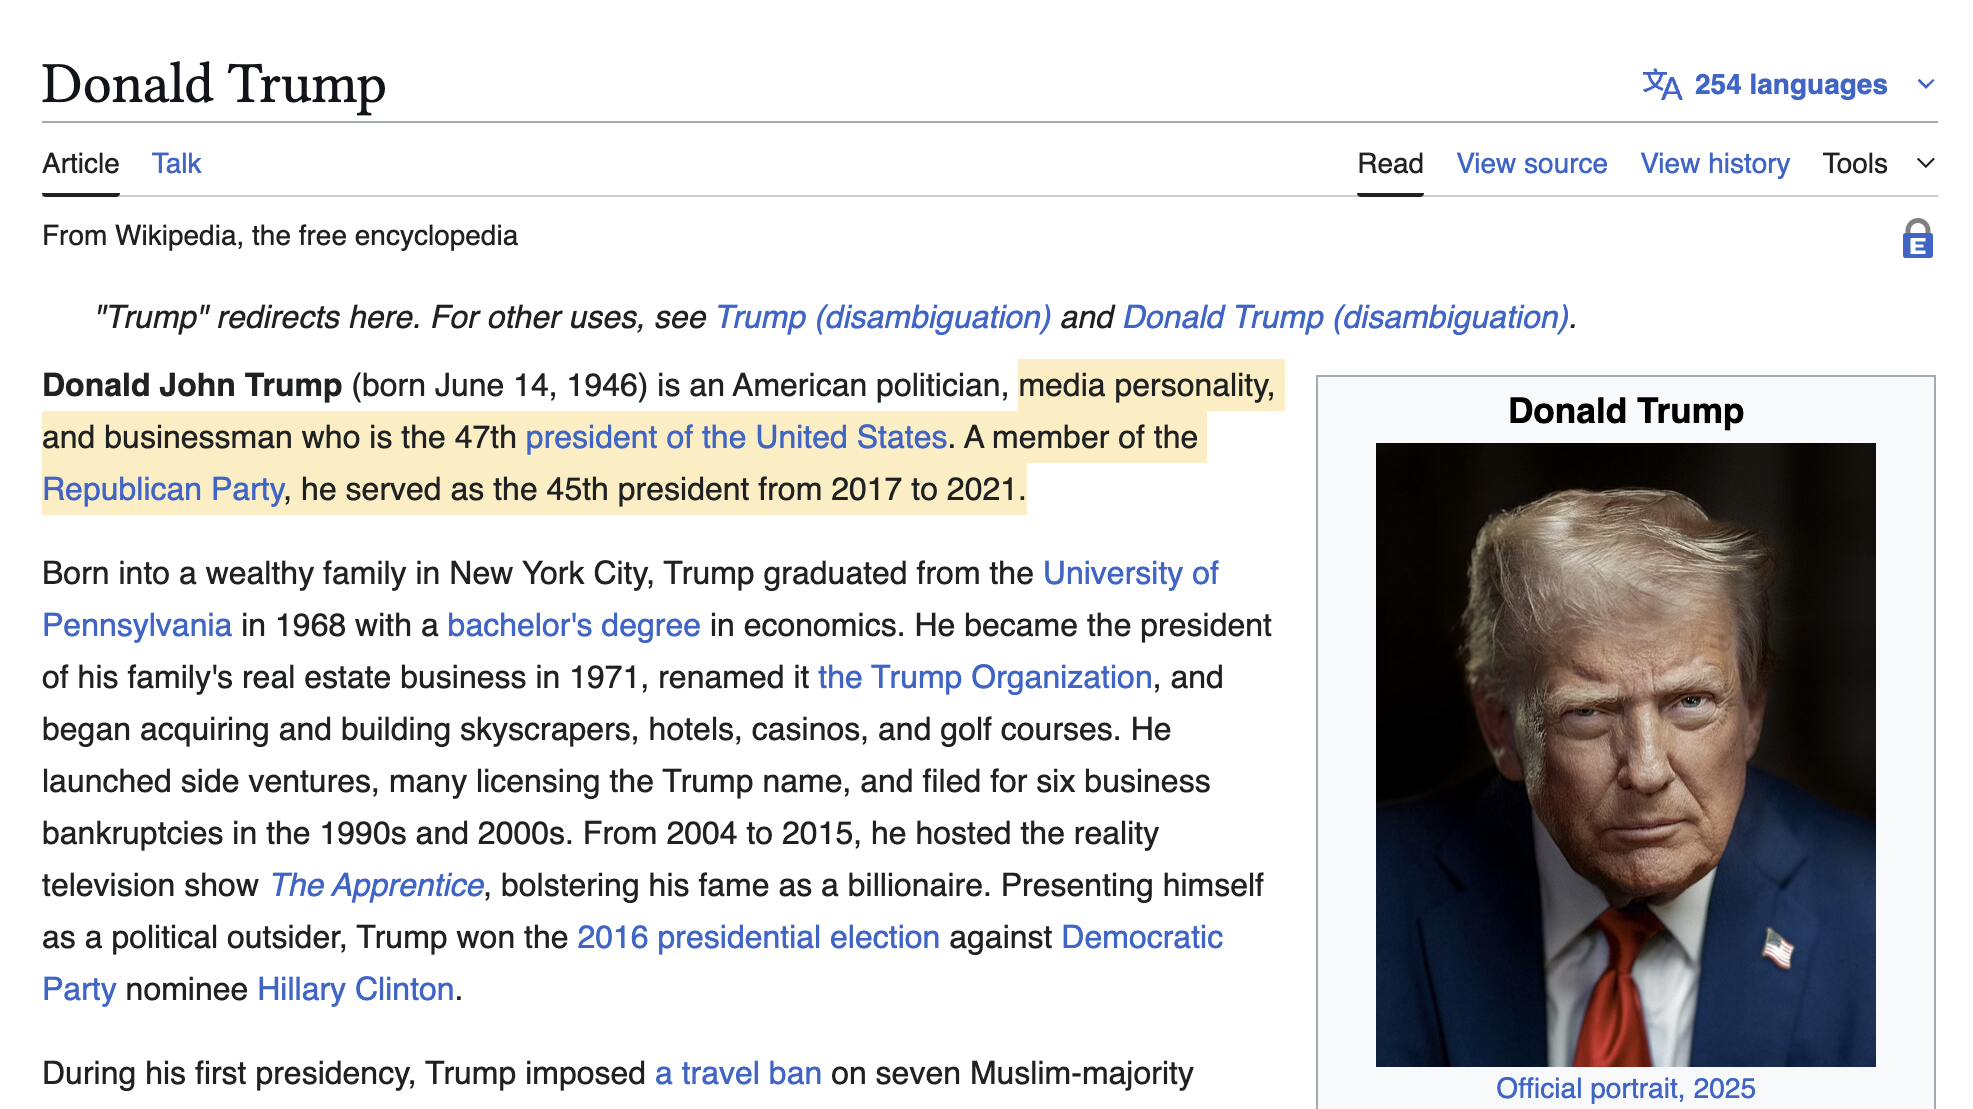 Donald Trump
文A 254 languages
Article Talk
Read View source View history Tools
From Wikipedia, the free encyclopedia
E
"Trump" redirects here. For other uses, see Trump (disambiguation) and Donald Trump (disambiguation).
Donald John Trump (born June 14, 1946) is an American politician, media personality,
and businessman who is the 47th president of the United States. A member of the
Republican Party, he served as the 45th president from 2017 to 2021.
Born into a wealthy family in New York City, Trump graduated from the University of
Pennsylvania in 1968 with a bachelor's degree in economics. He became the president
of his family's real estate business in 1971, renamed it the Trump Organization, and
began acquiring and building skyscrapers, hotels, casinos, and golf courses. He
launched side ventures, many licensing the Trump name, and filed for six business
bankruptcies in the 1990s and 2000s. From 2004 to 2015, he hosted the reality
television show The Apprentice, bolstering his fame as a billionaire. Presenting himself
as a political outsider, Trump won the 2016 presidential election against Democratic
Party nominee Hillary Clinton.
During his first presidency, Trump imposed a travel ban on seven Muslim-majority
Donald Trump
Official portrait, 2025